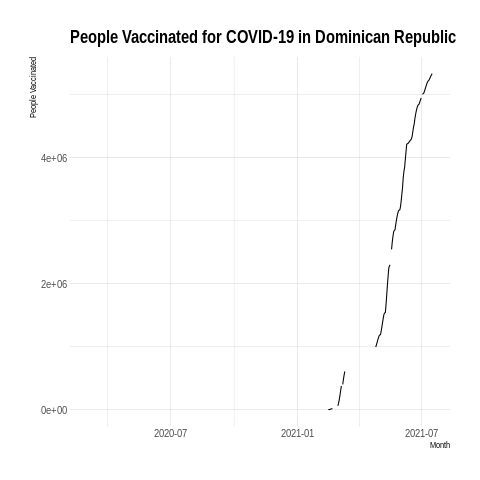 People Vaccinated for COVID-19 in Dominican Republic
People Vaccinated
4e+06
2e+06
0e+00
2020-07 2021-01 2021-07
Month